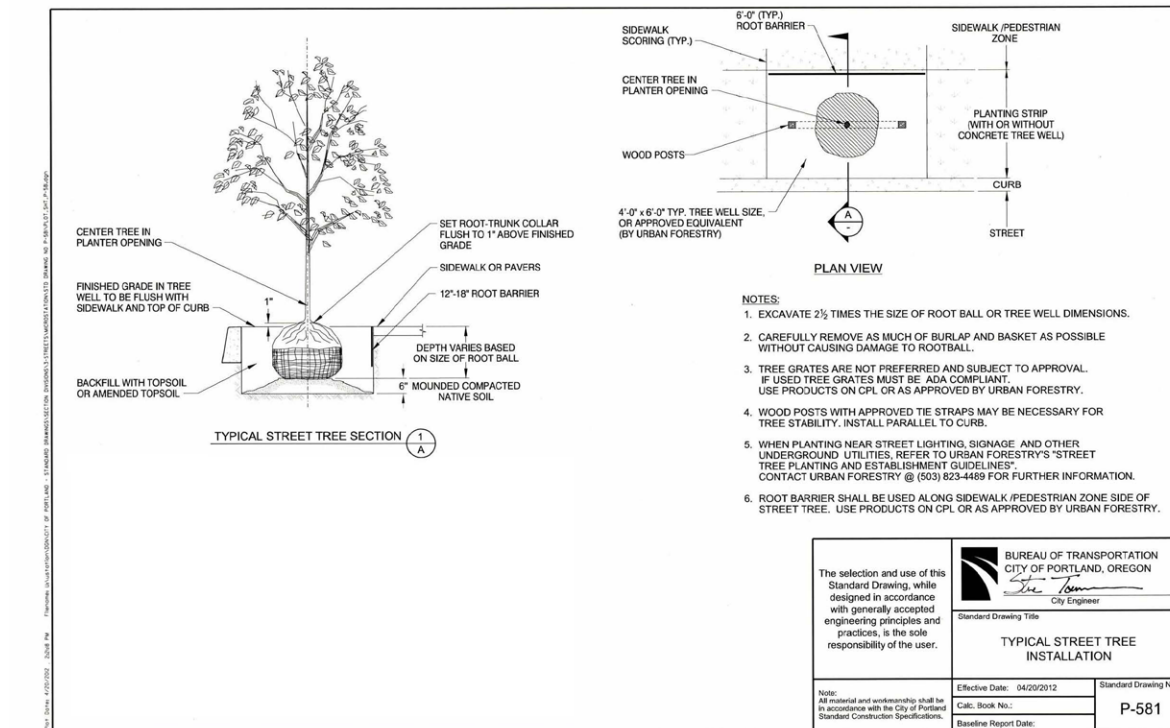 CENTER TREE IN
PLANTER OPENING
FINISHED GRADE IN TREE
WELL TO BE FLUSH WITH
SIDEWALK AND TOP OF CURB
1"
BACKFILL WITH TOPSOIL
OR AMENDED TOPSOIL
SET ROOT-TRUNK COLLAR
FLUSH TO 1" ABOVE FINISHED
GRADE
SIDEWALK OR PAVERS
12"-18" ROOT BARRIER
DEPTH VARIES BASED
ON SIZE OF ROOT BALL
6" MOUNDED COMPACTED
NATIVE SOIL
TYPICAL STREET TREE SECTION
1
A
6'-0" (TYP.)
ROOT BARRIER
SIDEWALK
SCORING (TYP.)
SIDEWALK /PEDESTRIAN
ZONE
CENTER TREE IN
PLANTER OPENING
PLANTING STRIP
(WITH OR WITHOUT
CONCRETE TREE WELL)
WOOD POSTS
CURB
4'-0" x 6'-0" TYP. TREE WELL SIZE,
OR APPROVED EQUIVALENT
(BY URBAN FORESTRY)
A
-
STREET
PLAN VIEW
NOTES:
1. EXCAVATE 2½ TIMES THE SIZE OF ROOT BALL OR TREE WELL DIMENSIONS.
2. CAREFULLY REMOVE AS MUCH OF BURLAP AND BASKET AS POSSIBLE
WITHOUT CAUSING DAMAGE TO ROOTBALL.
3. TREE GRATES ARE NOT PREFERRED AND SUBJECT TO APPROVAL.
IF USED TREE GRATES MUST BE ADA COMPLIANT.
USE PRODUCTS ON CPL OR AS APPROVED BY URBAN FORESTRY.
4. WOOD POSTS WITH APPROVED TIE STRAPS MAY BE NECESSARY FOR
TREE STABILITY. INSTALL PARALLEL TO CURB.
5. WHEN PLANTING NEAR STREET LIGHTING, SIGNAGE AND OTHER
UNDERGROUND UTILITIES, REFER TO URBAN FORESTRY'S "STREET
TREE PLANTING AND ESTABLISHMENT GUIDELINES".
CONTACT URBAN FORESTRY @ (503) 823-4489 FOR FURTHER INFORMATION.
6. ROOT BARRIER SHALL BE USED ALONG SIDEWALK /PEDESTRIAN ZONE SIDE OF
STREET TREE. USE PRODUCTS ON CPL OR AS APPROVED BY URBAN FORESTRY.
The selection and use of this
Standard Drawing, while
designed in accordance
with generally accepted
engineering principles and
practices, is the sole
responsibility of the user.
Note:
All material and workmanship shall be
in accordance with the City of Portland
Standard Construction Specifications.
BUREAU OF TRANSPORTATION
CITY OF PORTLAND, OREGON
City Engineer
Standard Drawing Title
TYPICAL STREET TREE
INSTALLATION
Effective Date: 04/20/2012
Calc. Book No.:
Baseline Report Date:
Standard Drawing N
P-581